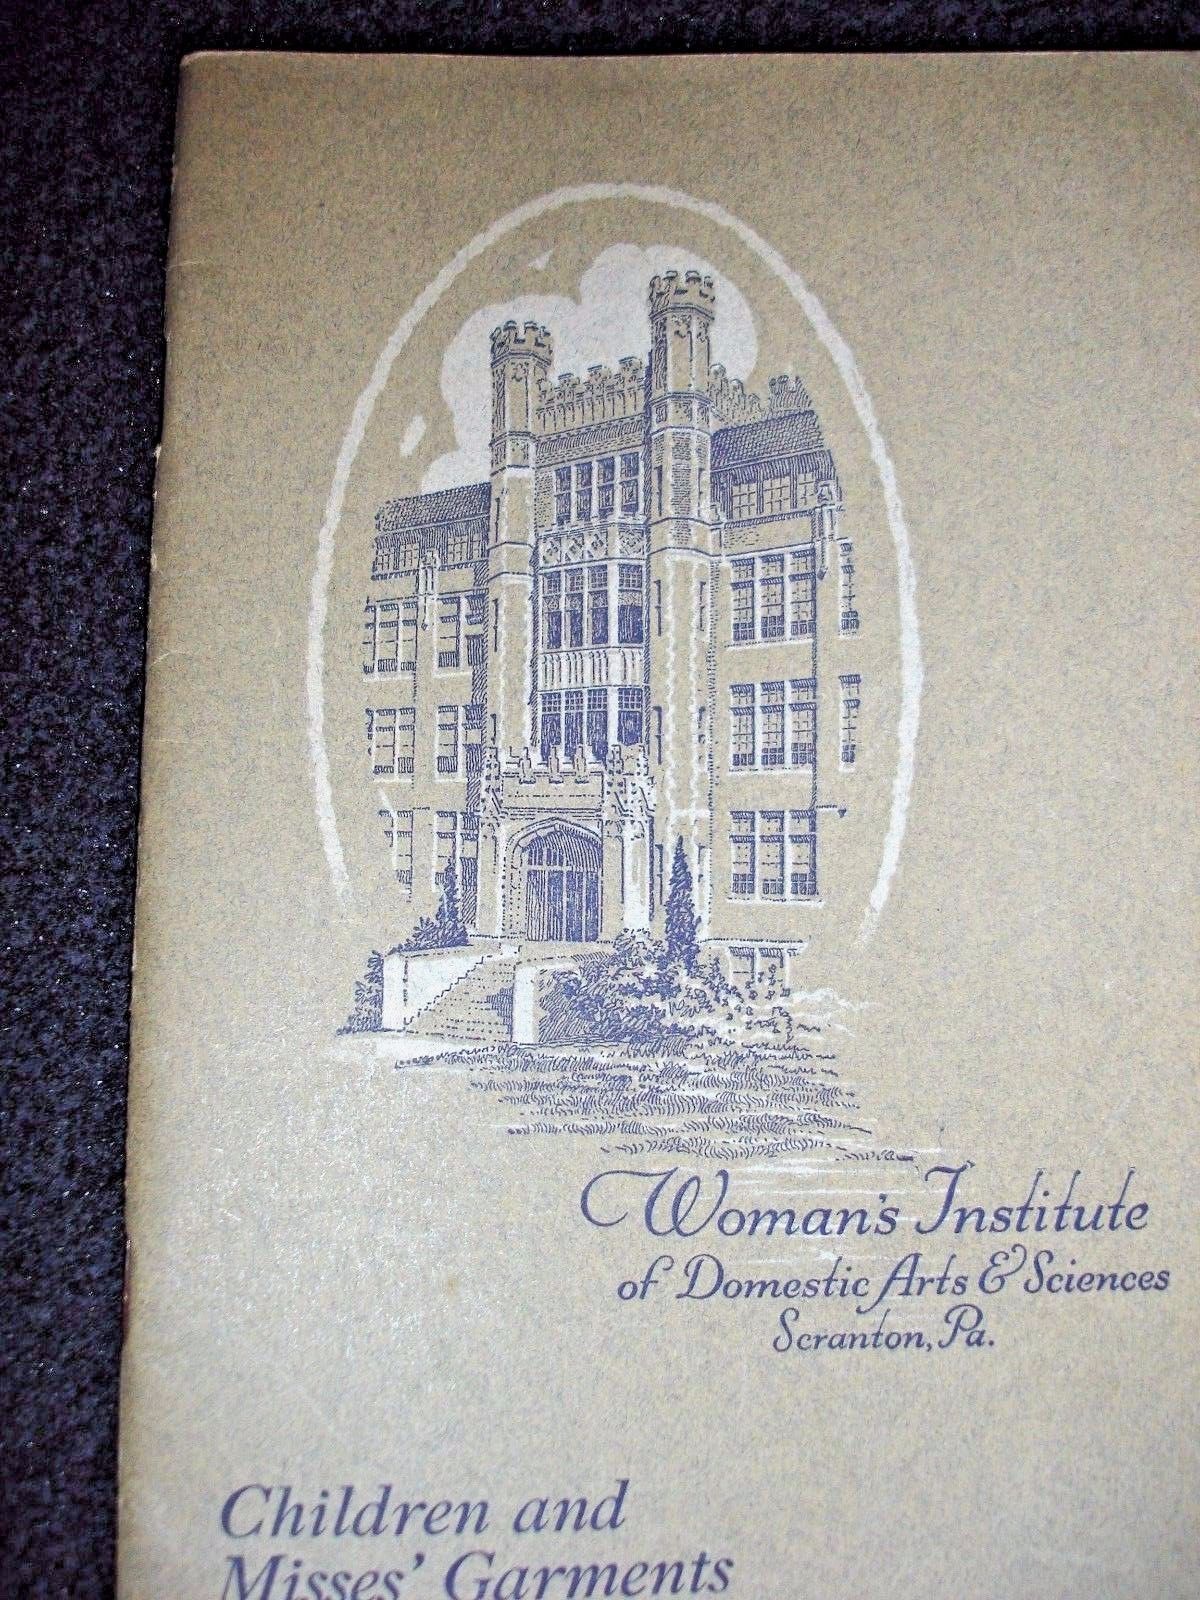 Woman's Institute
of Domestic Arts & Sciences
Scranton, Pa.
Children and
Misses' Garments